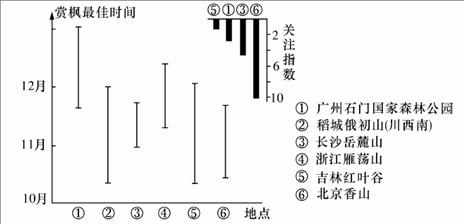 赏枫最佳时间
⑤①③⑥
2
6
10
关注指数
12月
11月
10月
① ② ③ ④ ⑤ ⑥ 地点
①广州石门国家森林公园
②稻城俄初山(川西南)
③长沙岳麓山
④浙江雁荡山
⑤吉林红叶谷
⑥北京香山